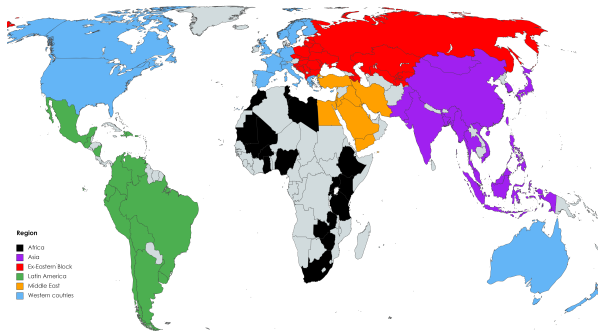 Region
Africa
Asia
Ex-Eastern Block
Latin America
Middle East
Western coutries